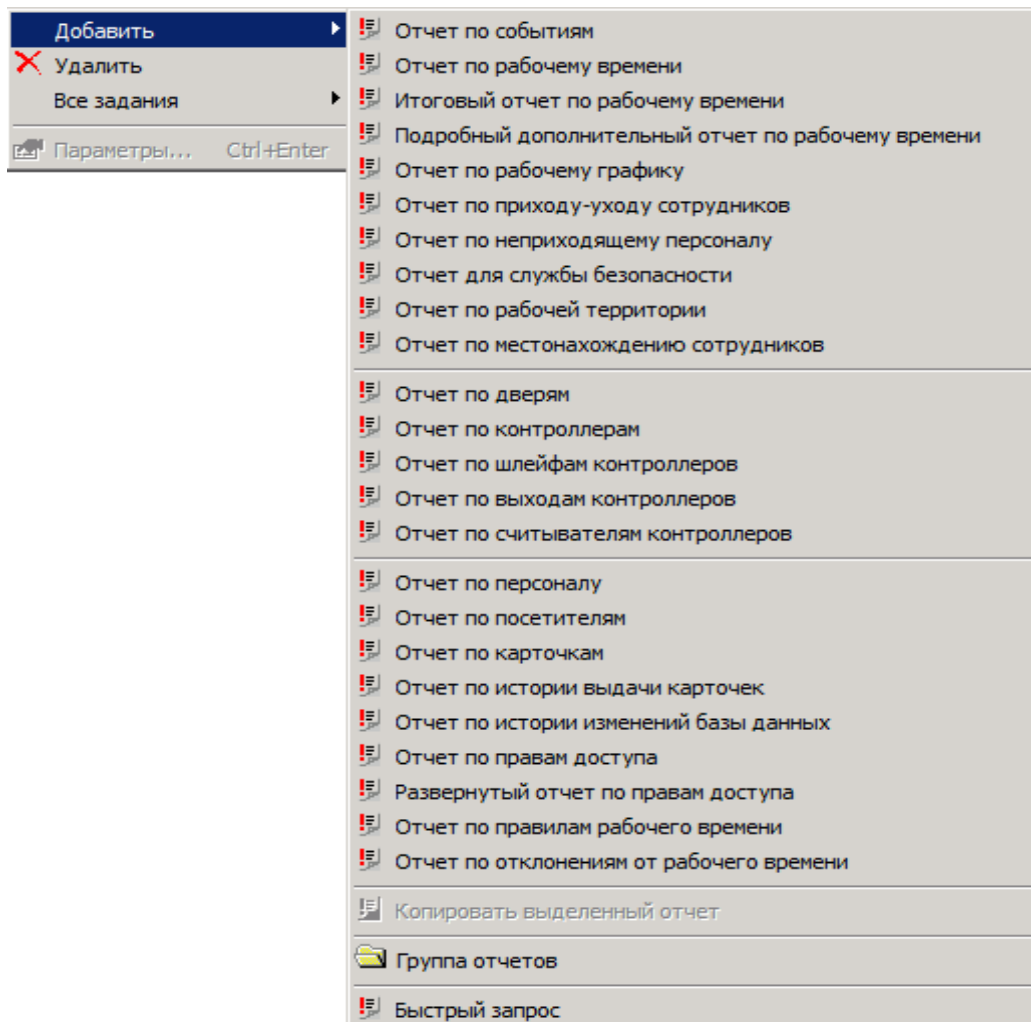 Добавить
Удалить
Все задания
Параметры... Ctrl+Enter
Отчет по событиям
Отчет по рабочему времени
Итоговый отчет по рабочему времени
Подробный дополнительный отчет по рабочему времени
Отчет по рабочему графику
Отчет по приходу-уходу сотрудников
Отчет по неприходящему персоналу
Отчет для службы безопасности
Отчет по рабочей территории
Отчет по местонахождению сотрудников
Отчет по дверям
Отчет по контроллерам
Отчет по шлейфам контроллеров
Отчет по выходам контроллеров
Отчет по считывателям контроллеров
Отчет по персоналу
Отчет по посетителям
Отчет по карточкам
Отчет по истории выдачи карточек
Отчет по истории изменений базы данных
Отчет по правам доступа
Развернутый отчет по правам доступа
Отчет по правилам рабочего времени
Отчет по отклонениям от рабочего времени
Копировать выделенный отчет
Группа отчетов
Быстрый запрос